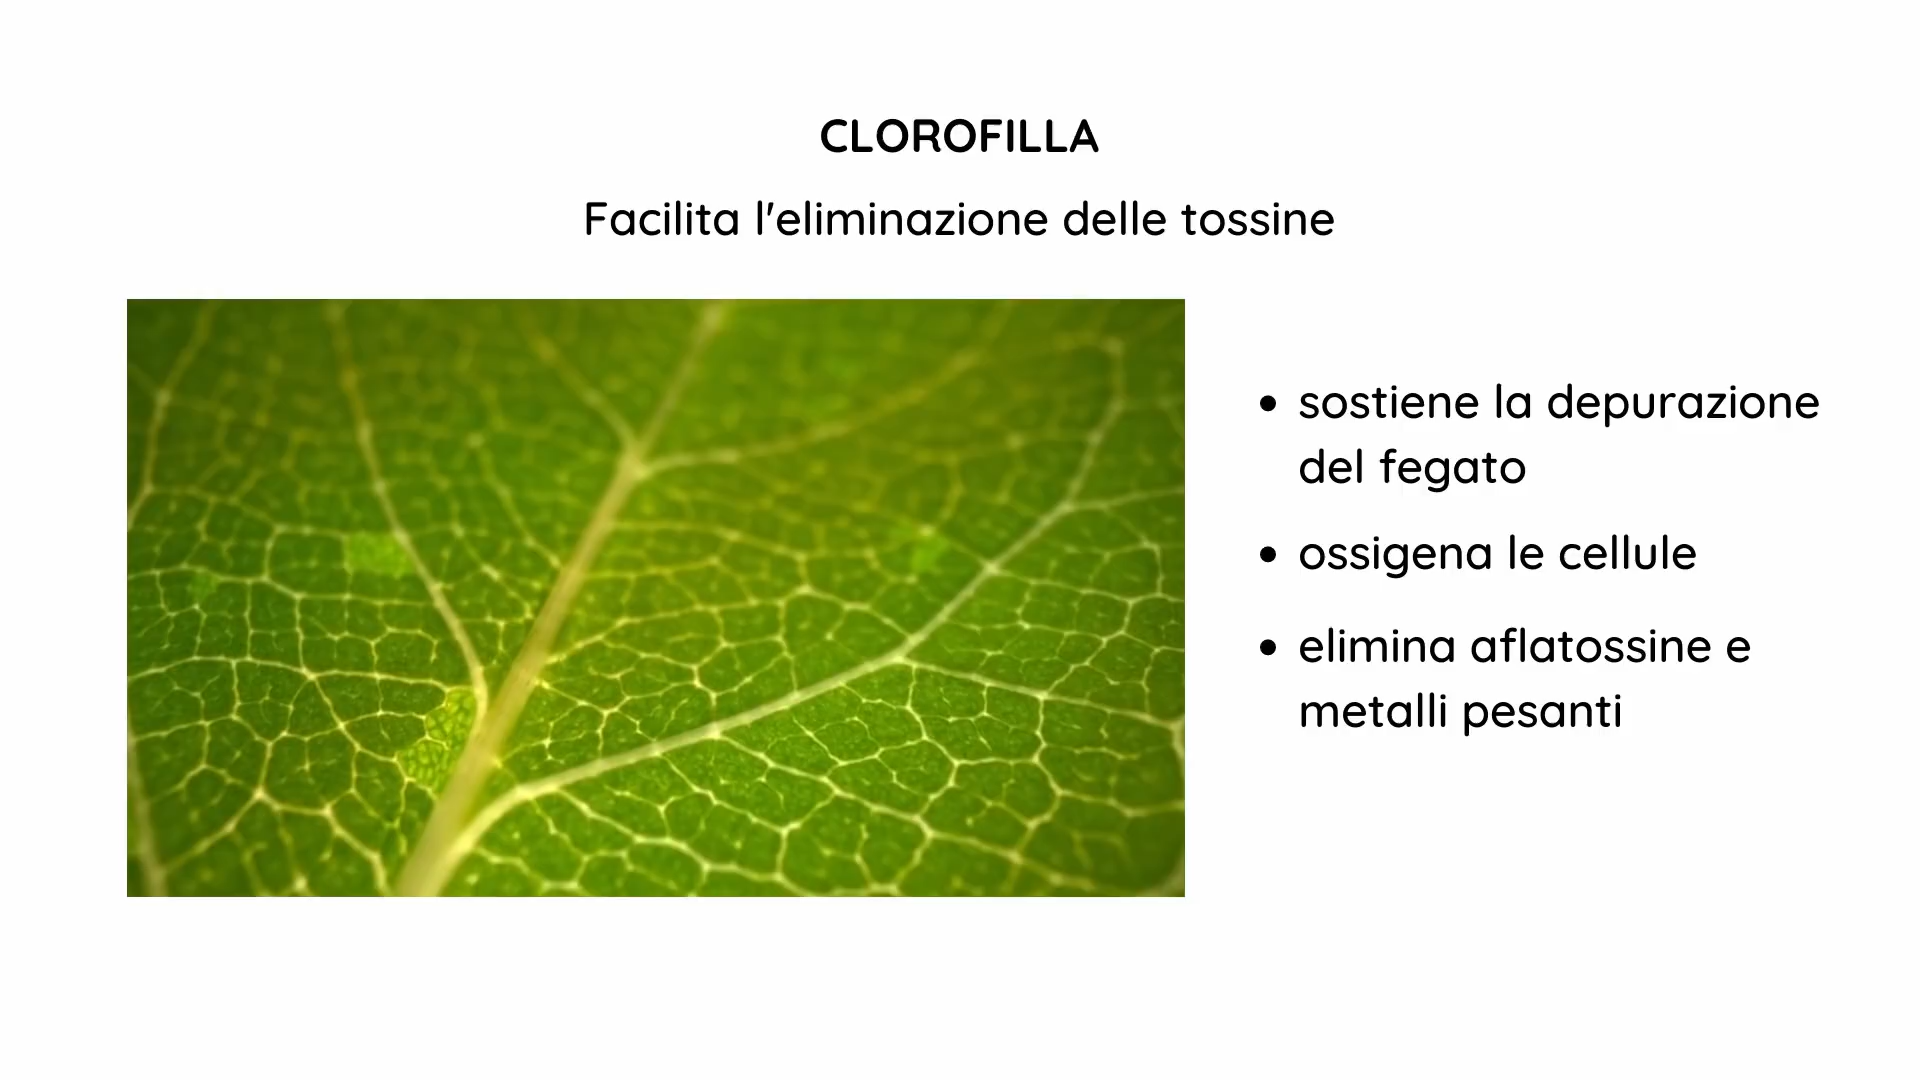 CLOROFILLA
Facilita l'eliminazione delle tossine
• sostiene la depurazione
del fegato
• ossigena le cellule
• elimina aflatossine e
metalli pesanti